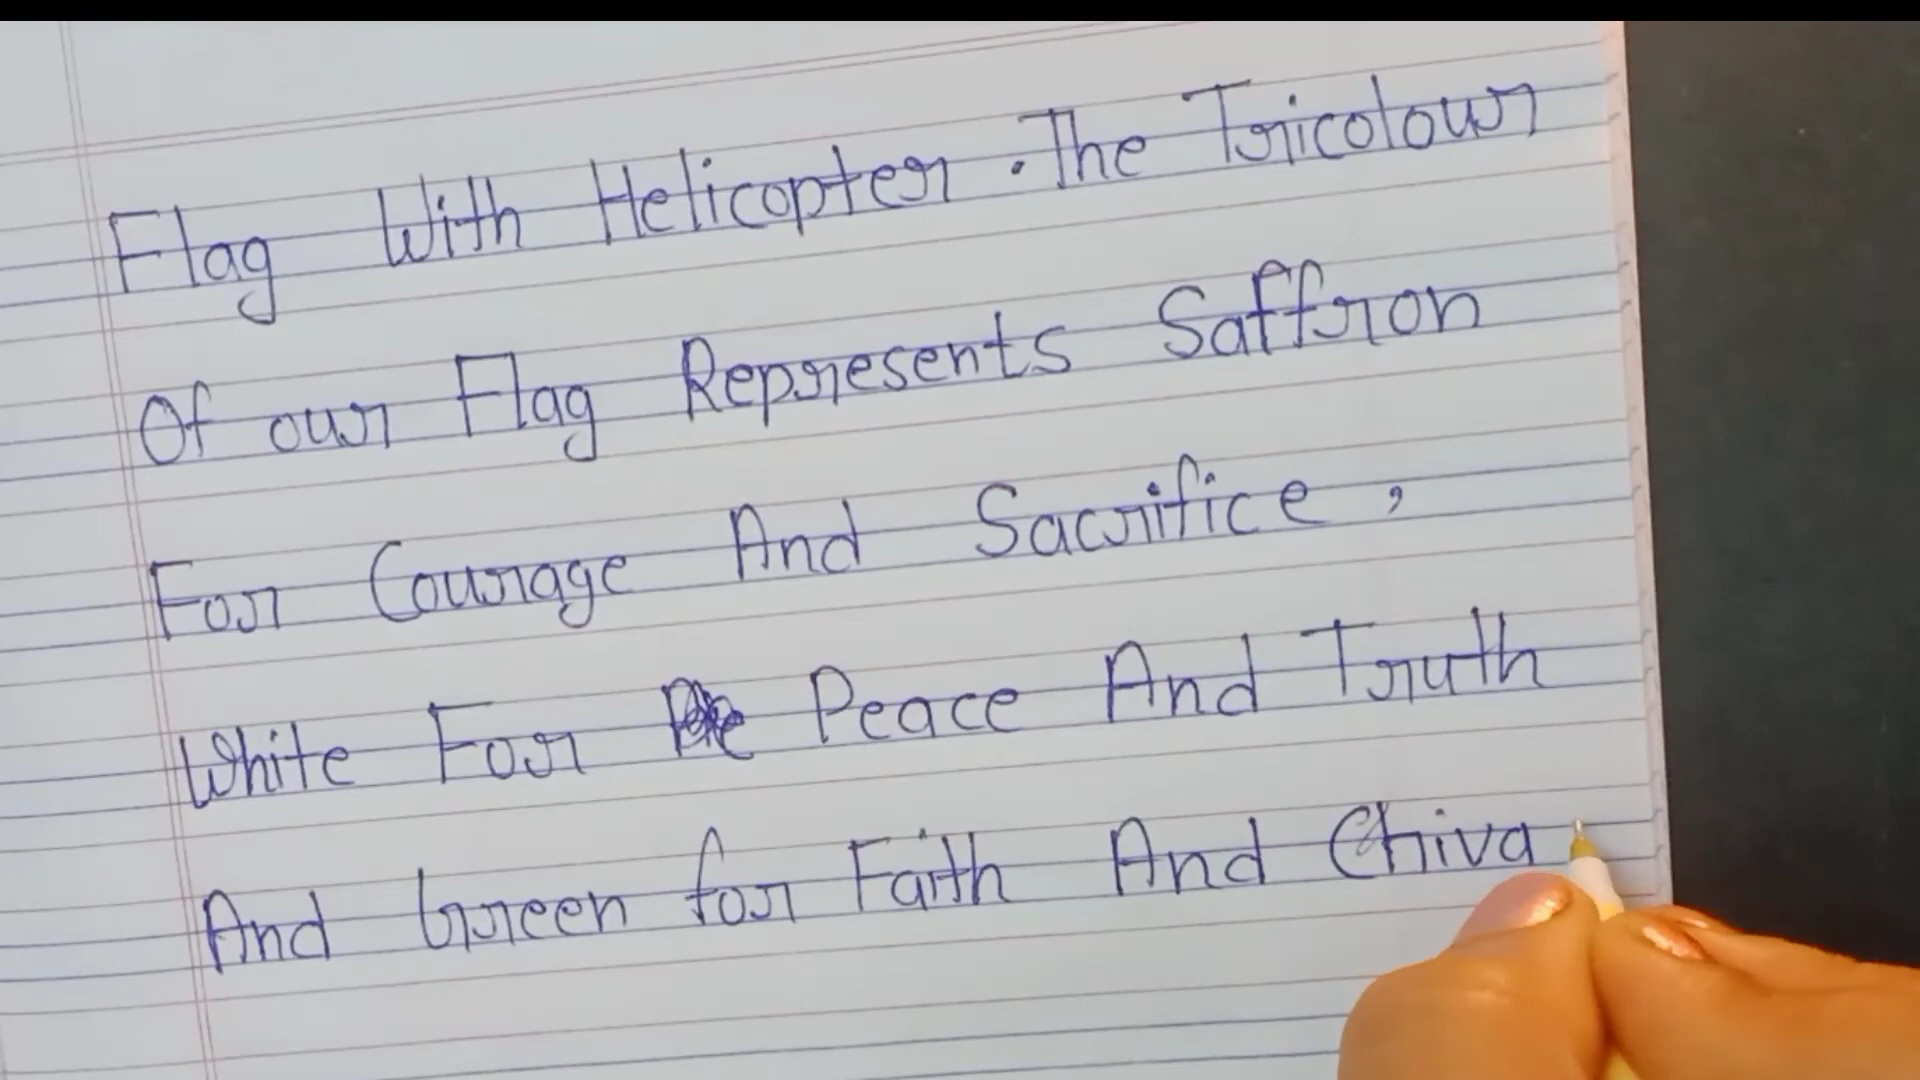 Flag With Helicopter . The Tricolour
Of our Flag Represents Saffron
For Courage And Sacrifice ,
White For Peace And Truth
And Green for Faith And Chiva